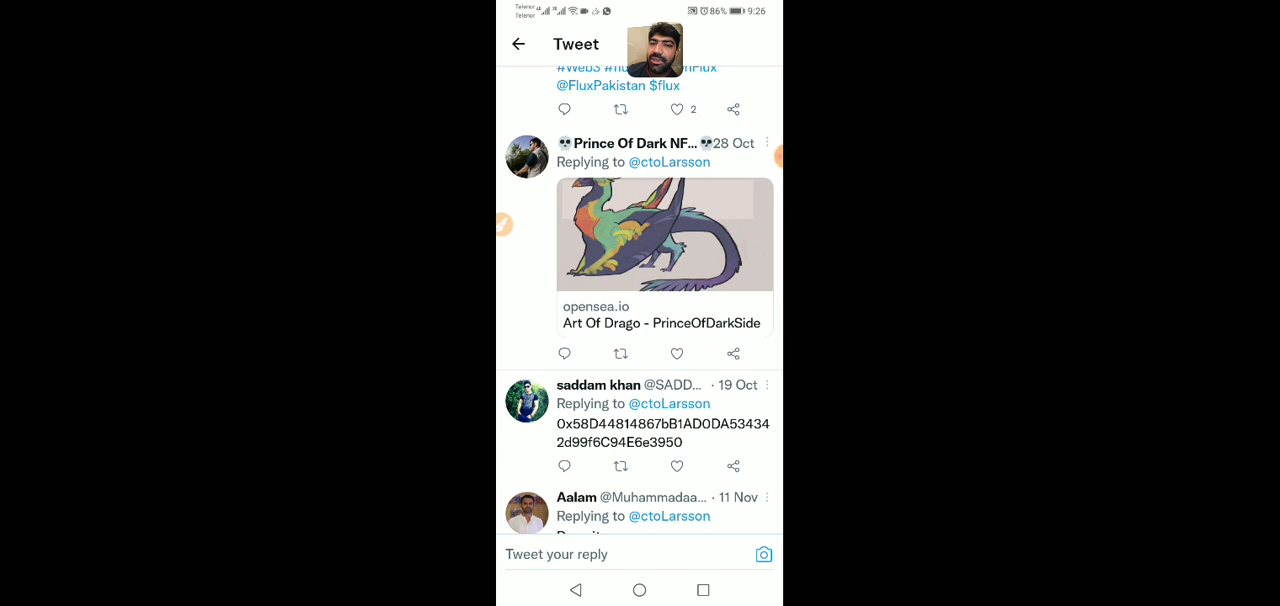 Telenor
Telenor
86% 9:26
Tweet
#Web3
@FluxPakistan $flux
2
💀Prince Of Dark NF...💀28 Oct
Replying to @ctoLarsson
opensea.io
Art Of Drago - PrinceOfDarkSide
saddam khan @SADD... · 19 Oct
Replying to @ctoLarsson
0x58D44814867bB1AD0DA53434
2d99f6C94E6e3950
Aalam @Muhammadaa... · 11 Nov
Replying to @ctoLarsson
Tweet your reply